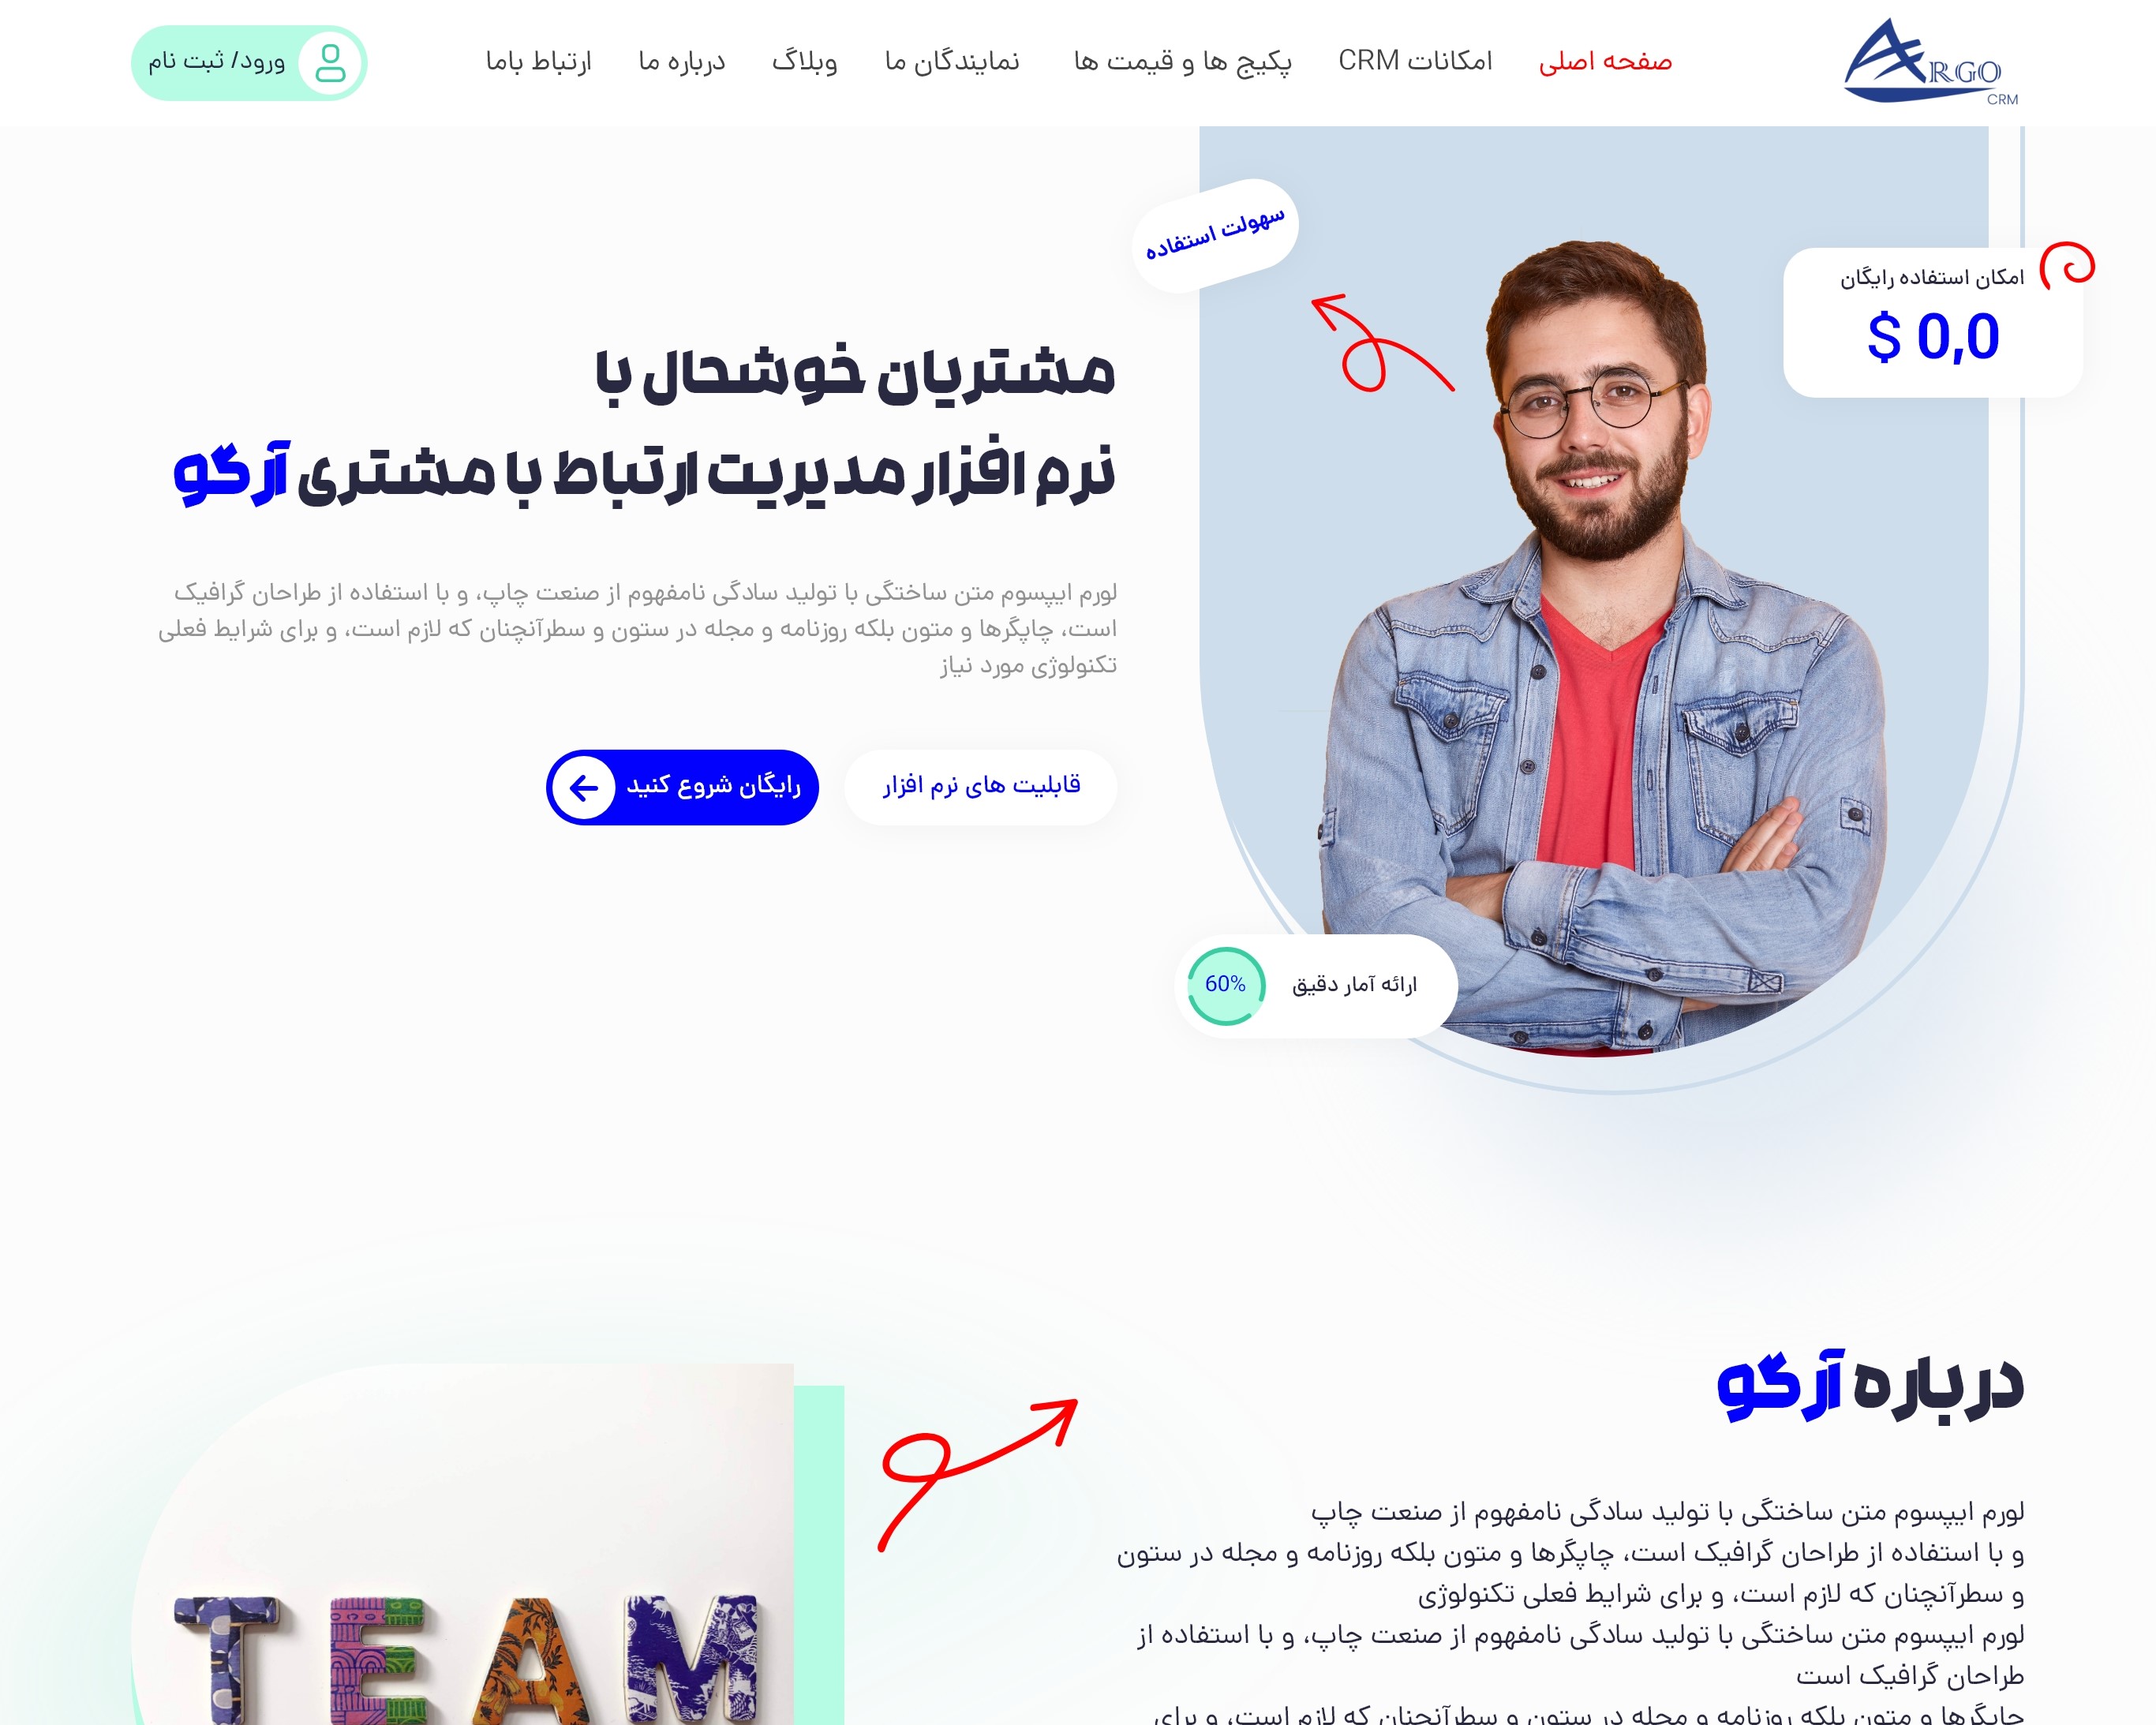 ARGO
CRM
صفحه اصلی
امکانات CRM
پکیج ها و قیمت ها
نمایندگان ما
وبلاگ
درباره ما
ارتباط باما
ورود/ ثبت نام
امکان استفاده رایگان
$ 0,0
سهولت استفاده
ارائه آمار دقیق
60%
مشتریان خوشحال با
نرم افزار مدیریت ارتباط با مشتری آرگو
لورم ایپسوم متن ساختگی با تولید سادگی نامفهوم از صنعت چاپ، و با استفاده از طراحان گرافیک
است، چاپگرها و متون بلکه روزنامه و مجله در ستون و سطرآنچنان که لازم است، و برای شرایط فعلی
تکنولوژی مورد نیاز
قابلیت های نرم افزار
رایگان شروع کنید
درباره آرگو
لورم ایپسوم متن ساختگی با تولید سادگی نامفهوم از صنعت چاپ
و با استفاده از طراحان گرافیک است، چاپگرها و متون بلکه روزنامه و مجله در ستون
و سطرآنچنان که لازم است، و برای شرایط فعلی تکنولوژی
لورم ایپسوم متن ساختگی با تولید سادگی نامفهوم از صنعت چاپ، و با استفاده از
طراحان گرافیک است
چاپگرها و متون بلکه روزنامه و مجله در ستون و سطرآنچنان که لازم است، و برای
TEAM